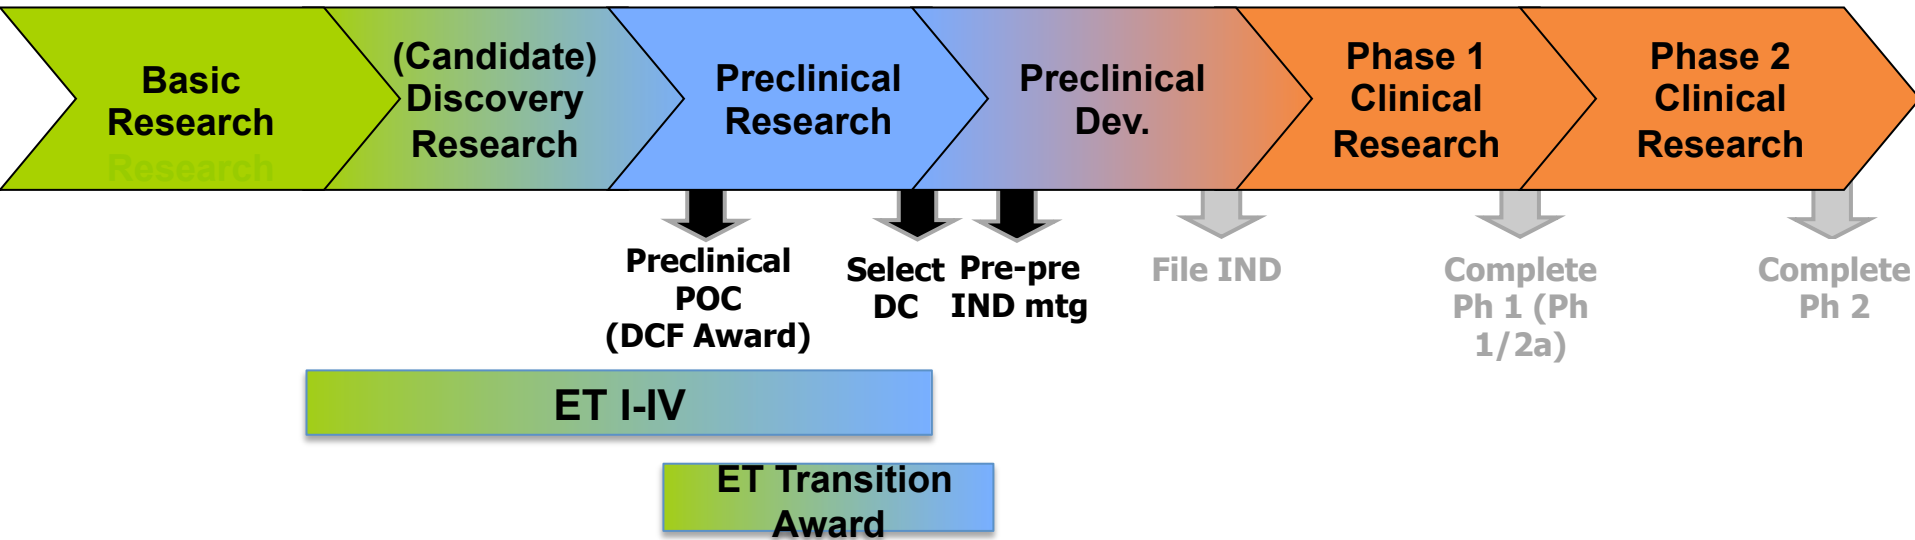 Basic
Research
Research
(Candidate)
Discovery
Research
Preclinical
Research
Preclinical
Dev.
Phase 1
Clinical
Research
Phase 2
Clinical
Research
Preclinical
POC
(DCF Award)
Select
DC
Pre-pre
IND mtg
File IND
Complete
Ph 1 (Ph
1/2a)
Complete
Ph 2
ET I-IV
ET Transition
Award